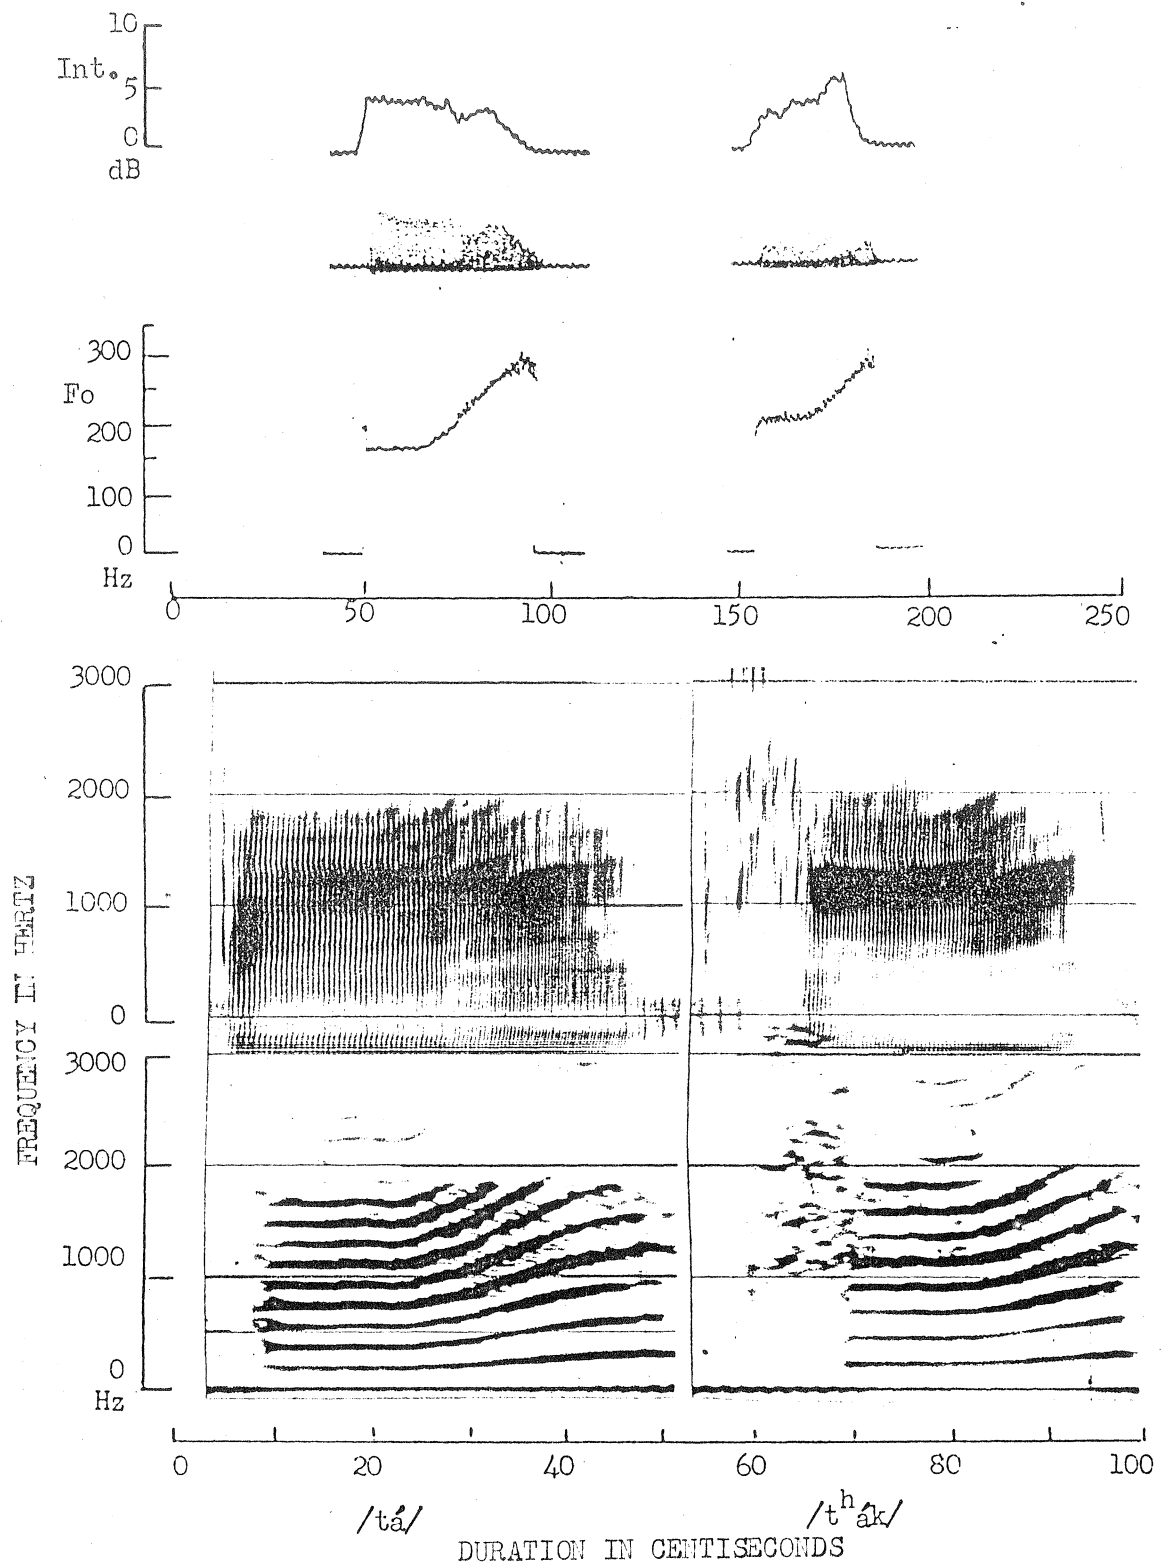 10
Int.
5
0
dB
300
Fo
200
100
0
Hz
0 50 100 150 200 250
3000
2000
1000
0
3000
2000
1000
0
Hz
FREQUENCY IN HERTZ
0 20 40 60 80 100
/tá/ /tʰák/
DURATION IN CENTISECONDS